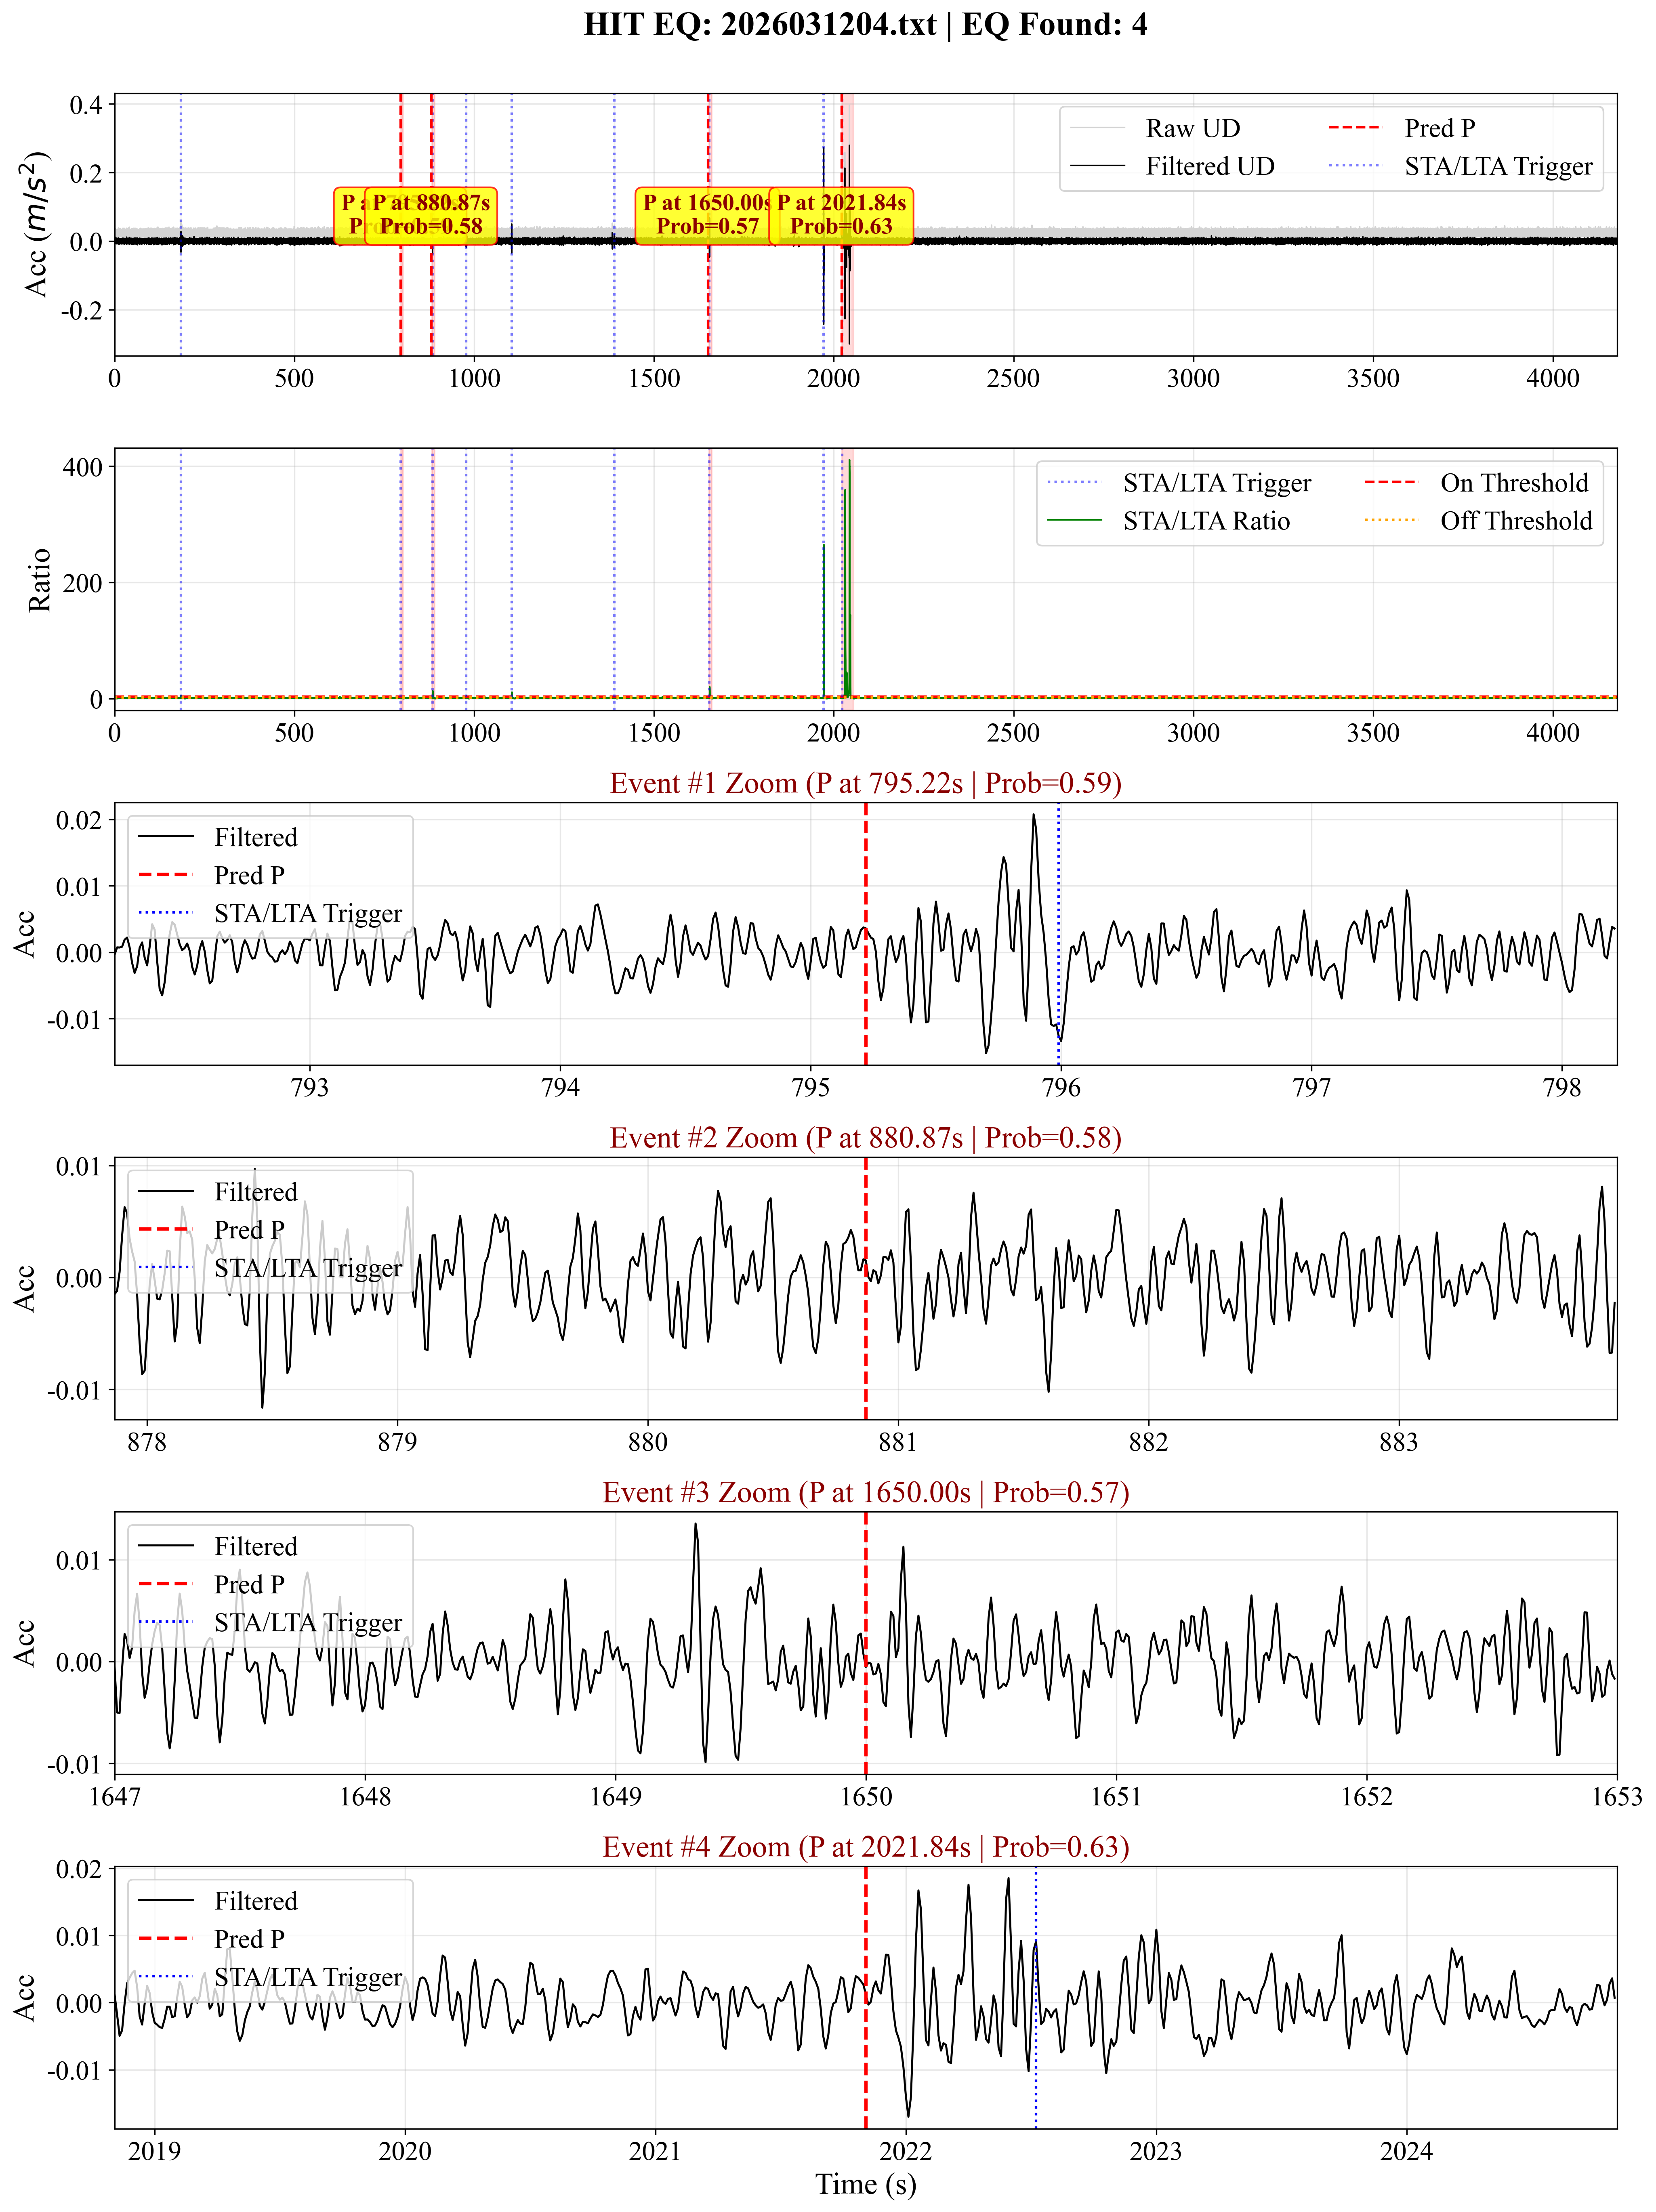 HIT EQ: 2026031204.txt | EQ Found: 4
Acc (m/s²)
0.4
0.2
0.0
-0.2
Raw UD
Filtered UD
Pred P
STA/LTA Trigger
P a
Pr
P at 880.87s
Prob=0.58
P at 1650.00s
Prob=0.57
P at 2021.84s
Prob=0.63
0 500 1000 1500 2000 2500 3000 3500 4000
Ratio
400
200
0
STA/LTA Trigger
STA/LTA Ratio
On Threshold
Off Threshold
0 500 1000 1500 2000 2500 3000 3500 4000
Event #1 Zoom (P at 795.22s | Prob=0.59)
Acc
0.02
0.01
0.00
-0.01
Filtered
Pred P
STA/LTA Trigger
793 794 795 796 797 798
Event #2 Zoom (P at 880.87s | Prob=0.58)
Acc
0.01
0.00
-0.01
Filtered
Pred P
STA/LTA Trigger
878 879 880 881 882 883
Event #3 Zoom (P at 1650.00s | Prob=0.57)
Acc
0.01
0.00
-0.01
Filtered
Pred P
STA/LTA Trigger
1647 1648 1649 1650 1651 1652 1653
Event #4 Zoom (P at 2021.84s | Prob=0.63)
Acc
0.02
0.01
0.00
-0.01
Filtered
Pred P
STA/LTA Trigger
2019 2020 2021 2022 2023 2024
Time (s)